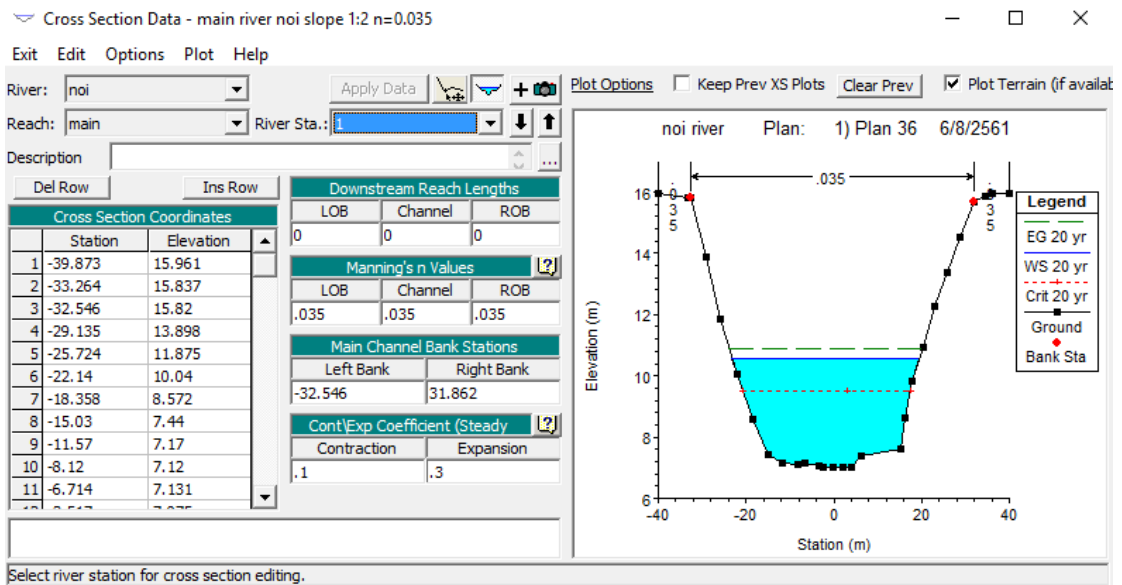 Cross Section Data - main river noi slope 1:2 n=0.035
Exit Edit Options Plot Help
River: noi Apply Data
Reach: main River Sta.: 1
Description ...
Del Row Ins Row
Cross Section Coordinates
Station Elevation
1 -39.873 15.961
2 -33.264 15.837
3 -32.546 15.82
4 -29.135 13.898
5 -25.724 11.875
6 -22.14 10.04
7 -18.358 8.572
8 -15.03 7.44
9 -11.57 7.17
10 -8.12 7.12
11 -6.714 7.131
Downstream Reach Lengths
LOB Channel ROB
0 0 0
Manning's n Values
LOB Channel ROB
.035 .035 .035
Main Channel Bank Stations
Left Bank Right Bank
-32.546 31.862
Cont\Exp Coefficient (Steady
Contraction Expansion
.1 .3
Select river station for cross section editing.
Plot Options Keep Prev XS Plots Clear Prev Plot Terrain (if availab
noi river Plan: 1) Plan 36 6/8/2561
.035
16
14
12
10
8
6
-40 -20 0 20 40
Elevation (m)
Station (m)
Legend
EG 20 yr
WS 20 yr
Crit 20 yr
Ground
Bank Sta